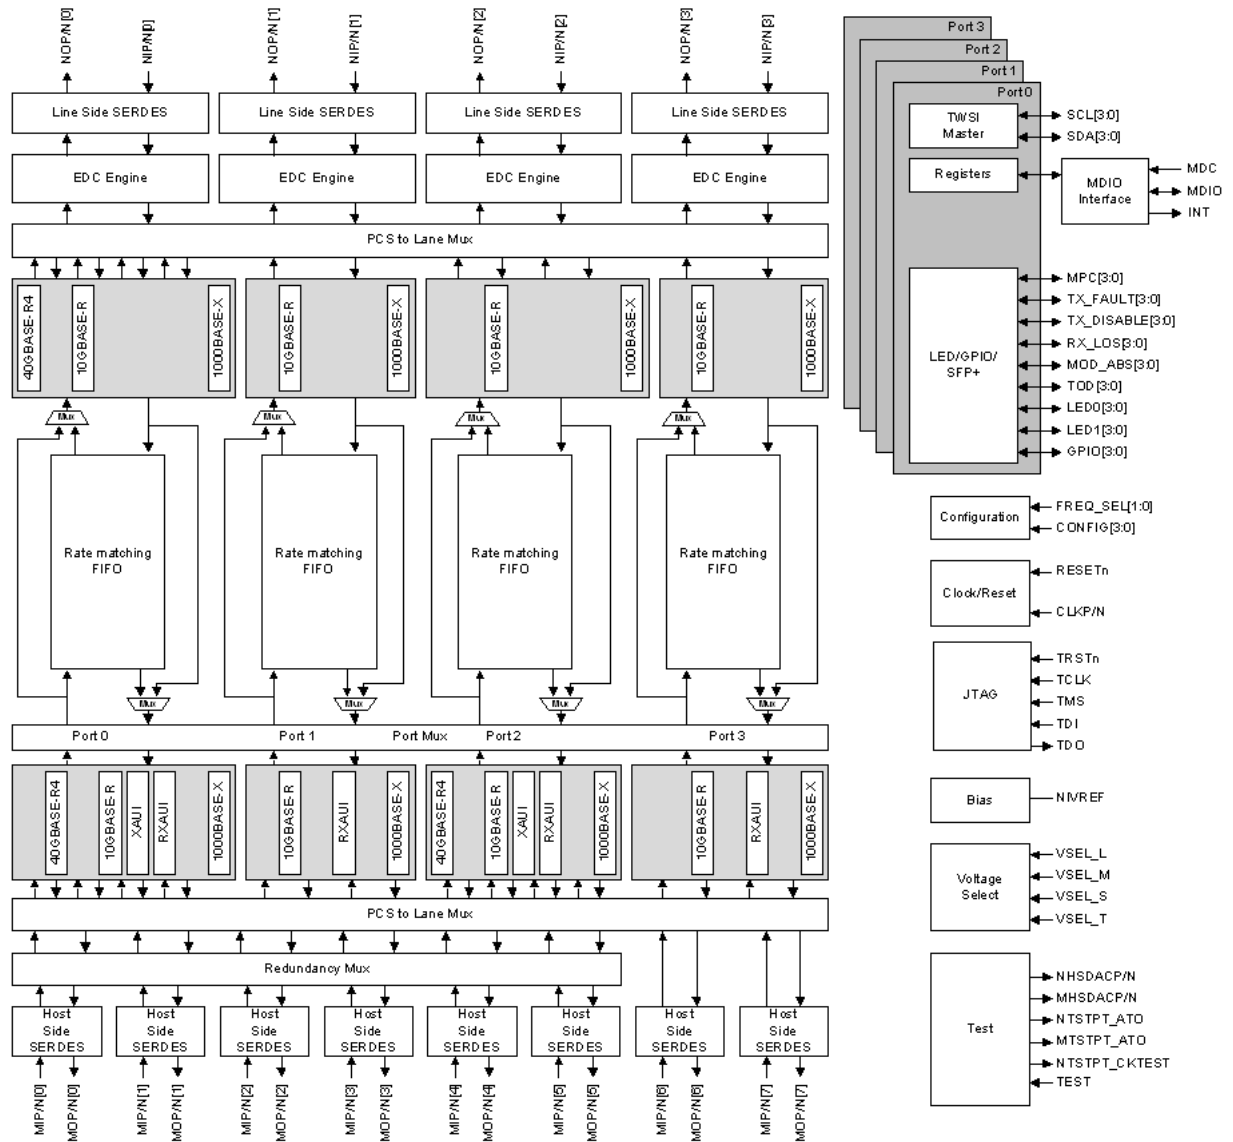 NOP/N[0]
NIP/N[0]
NOP/N[1]
NIP/N[1]
NOP/N[2]
NIP/N[2]
NOP/N[3]
NIP/N[3]
Line Side SERDES
Line Side SERDES
Line Side SERDES
Line Side SERDES
EDC Engine
EDC Engine
EDC Engine
EDC Engine
PCS to Lane Mux
40GBASE-R4
10GBASE-R
1000BASE-X
10GBASE-R
1000BASE-X
10GBASE-R
1000BASE-X
10GBASE-R
1000BASE-X
Mux
Mux
Mux
Mux
Rate matching
FIFO
Rate matching
FIFO
Rate matching
FIFO
Rate matching
FIFO
Mux
Mux
Mux
Mux
Port 0
Port 1
Port Mux
Port 2
Port 3
40GBASE-R4
10GBASE-R
XAUI
RXAUI
1000BASE-X
10GBASE-R
RXAUI
1000BASE-X
40GBASE-R4
10GBASE-R
XAUI
RXAUI
1000BASE-X
10GBASE-R
RXAUI
1000BASE-X
PCS to Lane Mux
Redundancy Mux
Host
Side
SERDES
Host
Side
SERDES
Host
Side
SERDES
Host
Side
SERDES
Host
Side
SERDES
Host
Side
SERDES
Host
Side
SERDES
Host
Side
SERDES
MIP/N[0]
MOP/N[0]
MIP/N[1]
MOP/N[1]
MIP/N[2]
MOP/N[2]
MIP/N[3]
MOP/N[3]
MIP/N[4]
MOP/N[4]
MIP/N[5]
MOP/N[5]
MIP/N[6]
MOP/N[6]
MIP/N[7]
MOP/N[7]
Port 3
Port 2
Port 1
Port0
TWSI
Master
SCL[3:0]
SDA[3:0]
Registers
MDIO
Interface
MDC
MDIO
INT
LED/GPIO/
SFP+
MPC[3:0]
TX_FAULT[3:0]
TX_DISABLE[3:0]
RX_LOS[3:0]
MOD_ABS[3:0]
TOD[3:0]
LED0[3:0]
LED1[3:0]
GPIO[3:0]
Configuration
FREQ_SEL[1:0]
CONFIG[3:0]
Clock/Reset
RESETn
CLKP/N
JTAG
TRSTn
TCLK
TMS
TDI
TDO
Bias
NIVREF
Voltage
Select
VSEL_L
VSEL_M
VSEL_S
VSEL_T
Test
NHSDACP/N
MHSDACP/N
NTSTPT_ATO
MTSTPT_ATO
NTSTPT_CKTEST
TEST